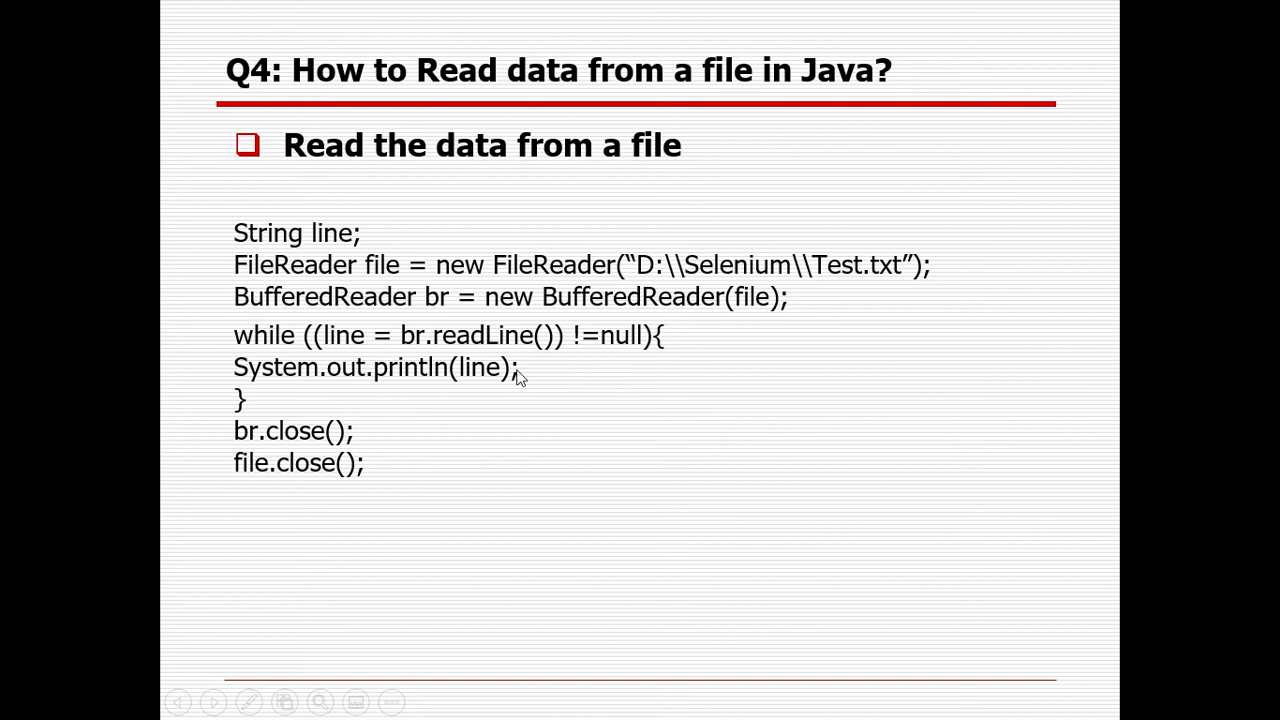 Q4: How to Read data from a file in Java?
Read the data from a file
String line;
FileReader file = new FileReader(“D:\\Selenium\\Test.txt”);
BufferedReader br = new BufferedReader(file);
while ((line = br.readLine()) !=null){
System.out.println(line);
}
br.close();
file.close();